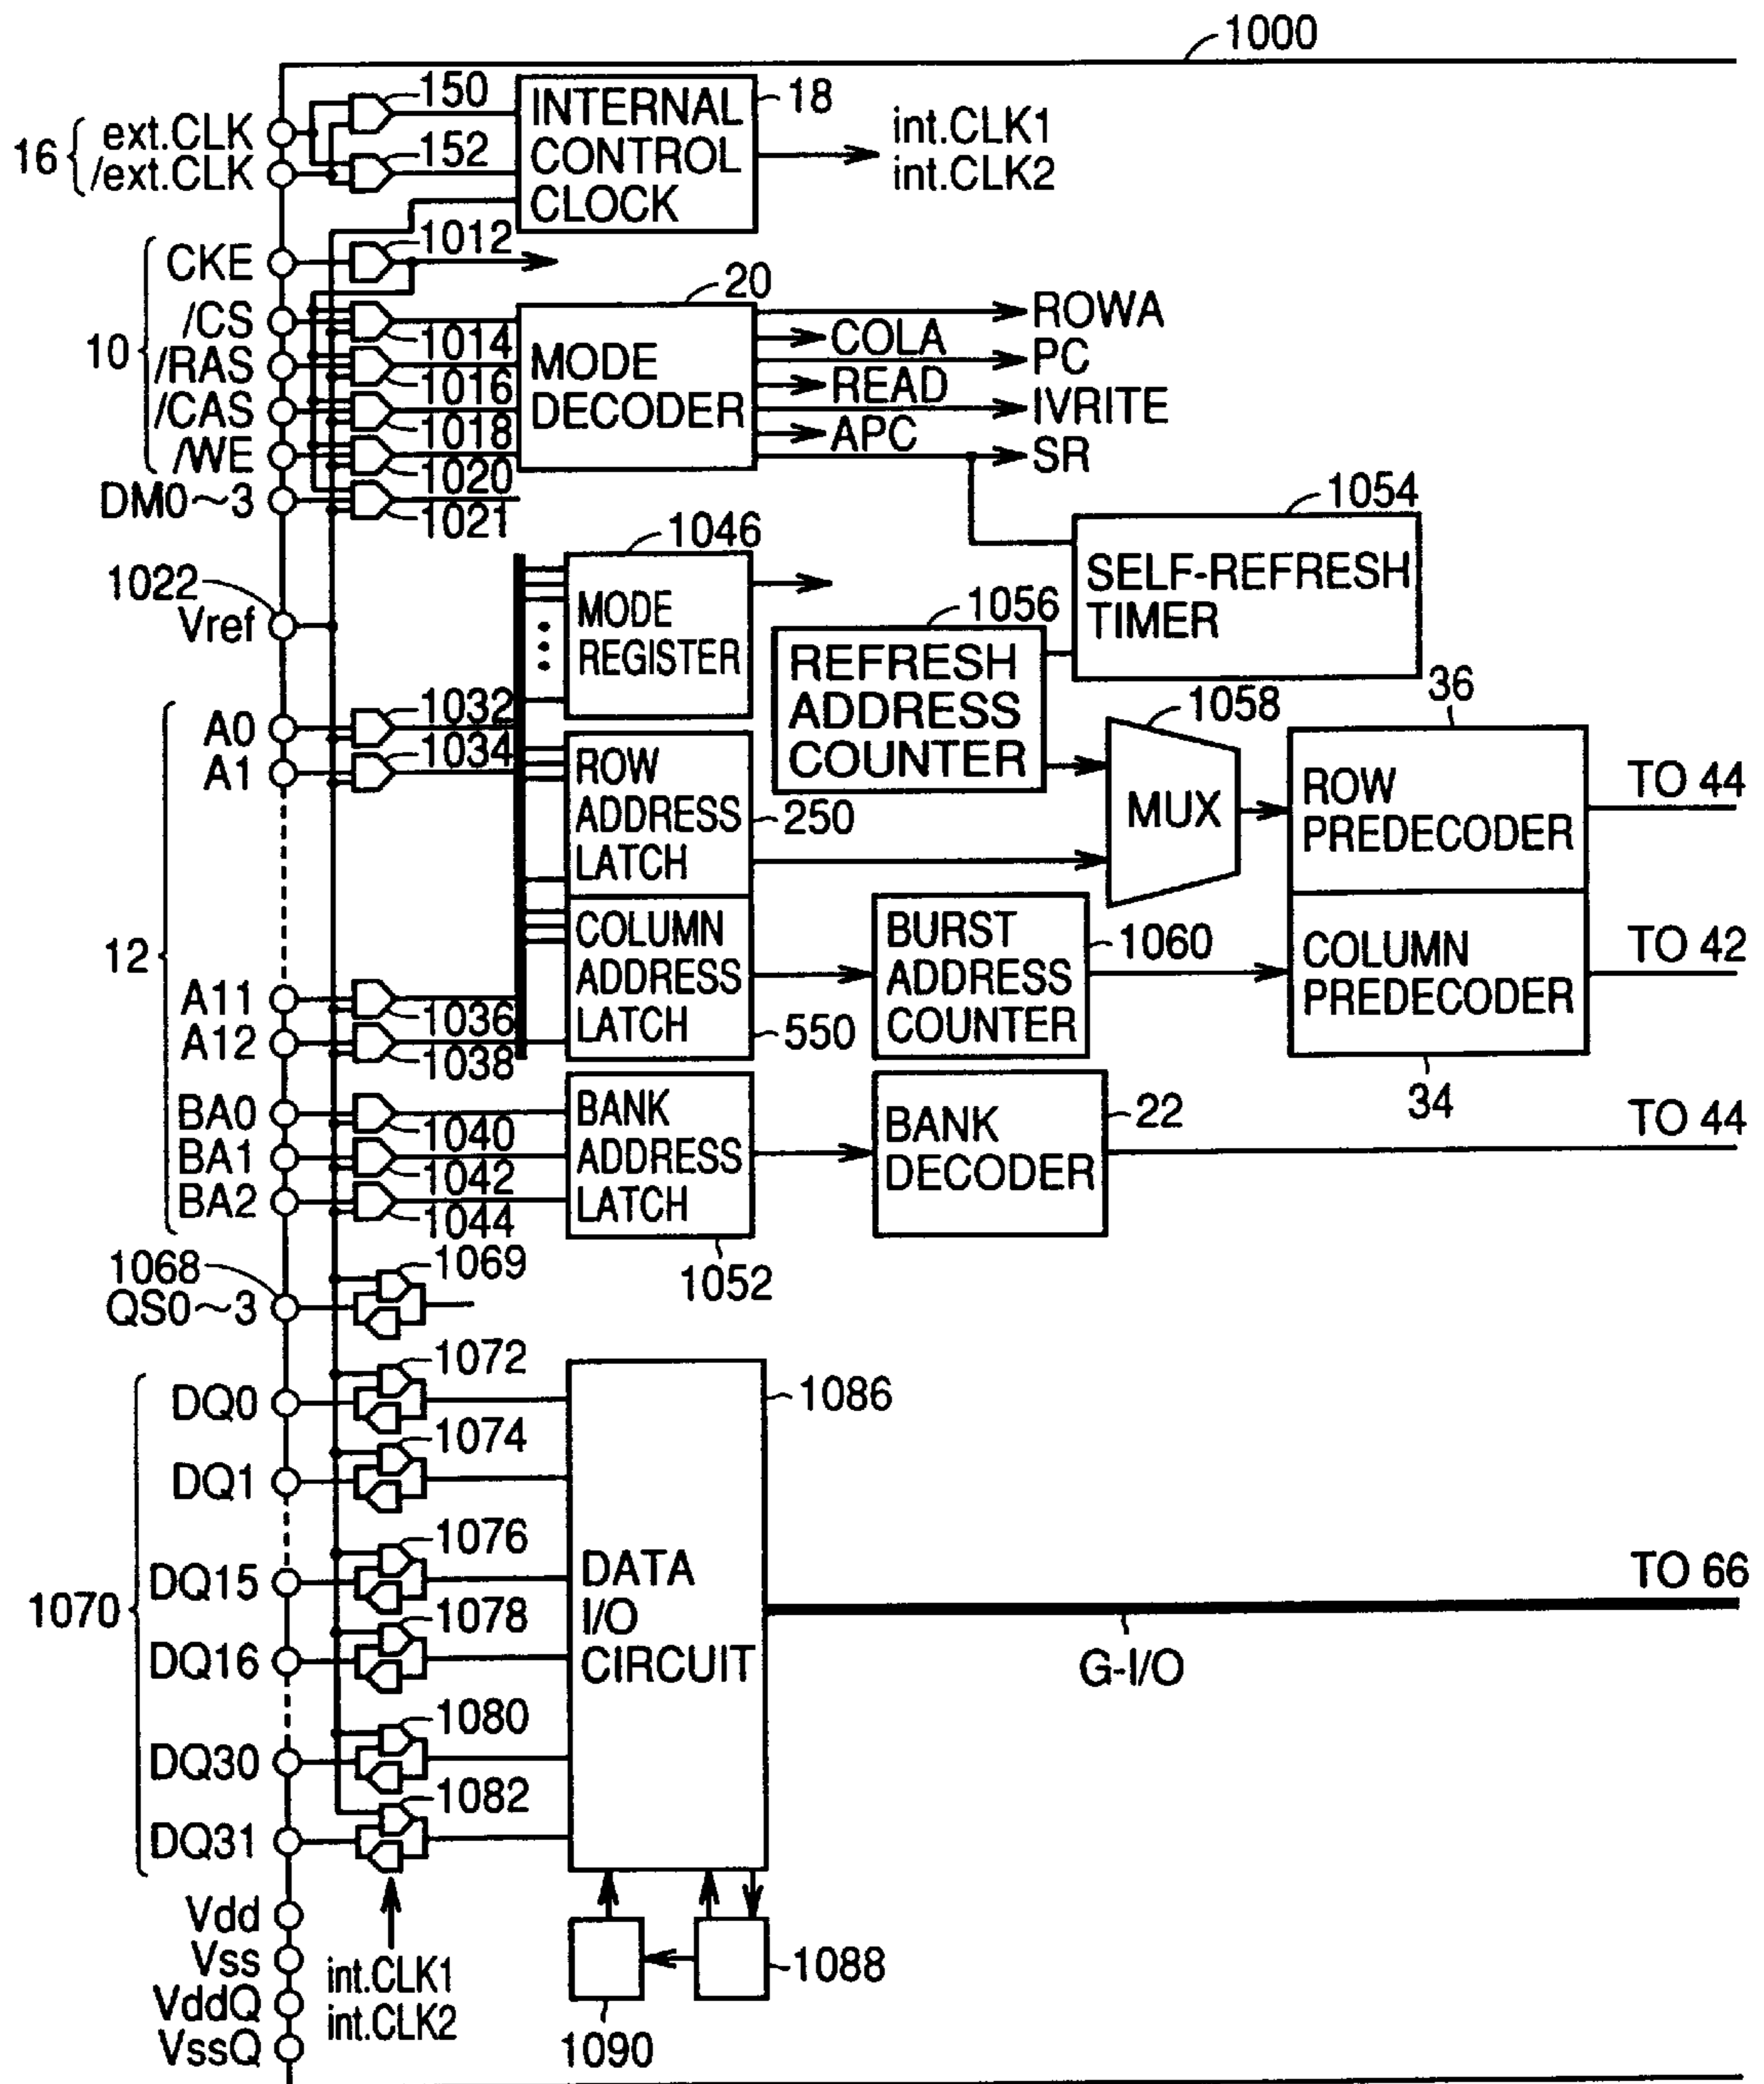 1000
150
INTERNAL
CONTROL
CLOCK
18
16
ext.CLK
/ext.CLK
152
int.CLK1
int.CLK2
10
CKE
1012
/CS
1014
/RAS
1016
/CAS
1018
/WE
1020
DM0~3
1021
20
MODE
DECODER
ROWA
COLA
PC
READ
IVRITE
APC
SR
1054
SELF-REFRESH
TIMER
1022
Vref
1046
MODE
REGISTER
1056
REFRESH
ADDRESS
COUNTER
12
A0
1032
A1
1034
ROW
ADDRESS
LATCH
250
1058
MUX
36
ROW
PREDECODER
TO 44
COLUMN
ADDRESS
LATCH
550
BURST
ADDRESS
COUNTER
1060
COLUMN
PREDECODER
34
TO 42
A11
1036
A12
1038
BA0
1040
BA1
1042
BA2
1044
BANK
ADDRESS
LATCH
1052
BANK
DECODER
22
TO 44
1068
QS0~3
1069
1070
DQ0
1072
DQ1
1074
DQ15
1076
DQ16
1078
DQ30
1080
DQ31
1082
DATA
I/O
CIRCUIT
1086
TO 66
G-I/O
Vdd
Vss
VddQ
VssQ
int.CLK1
int.CLK2
1090
1088